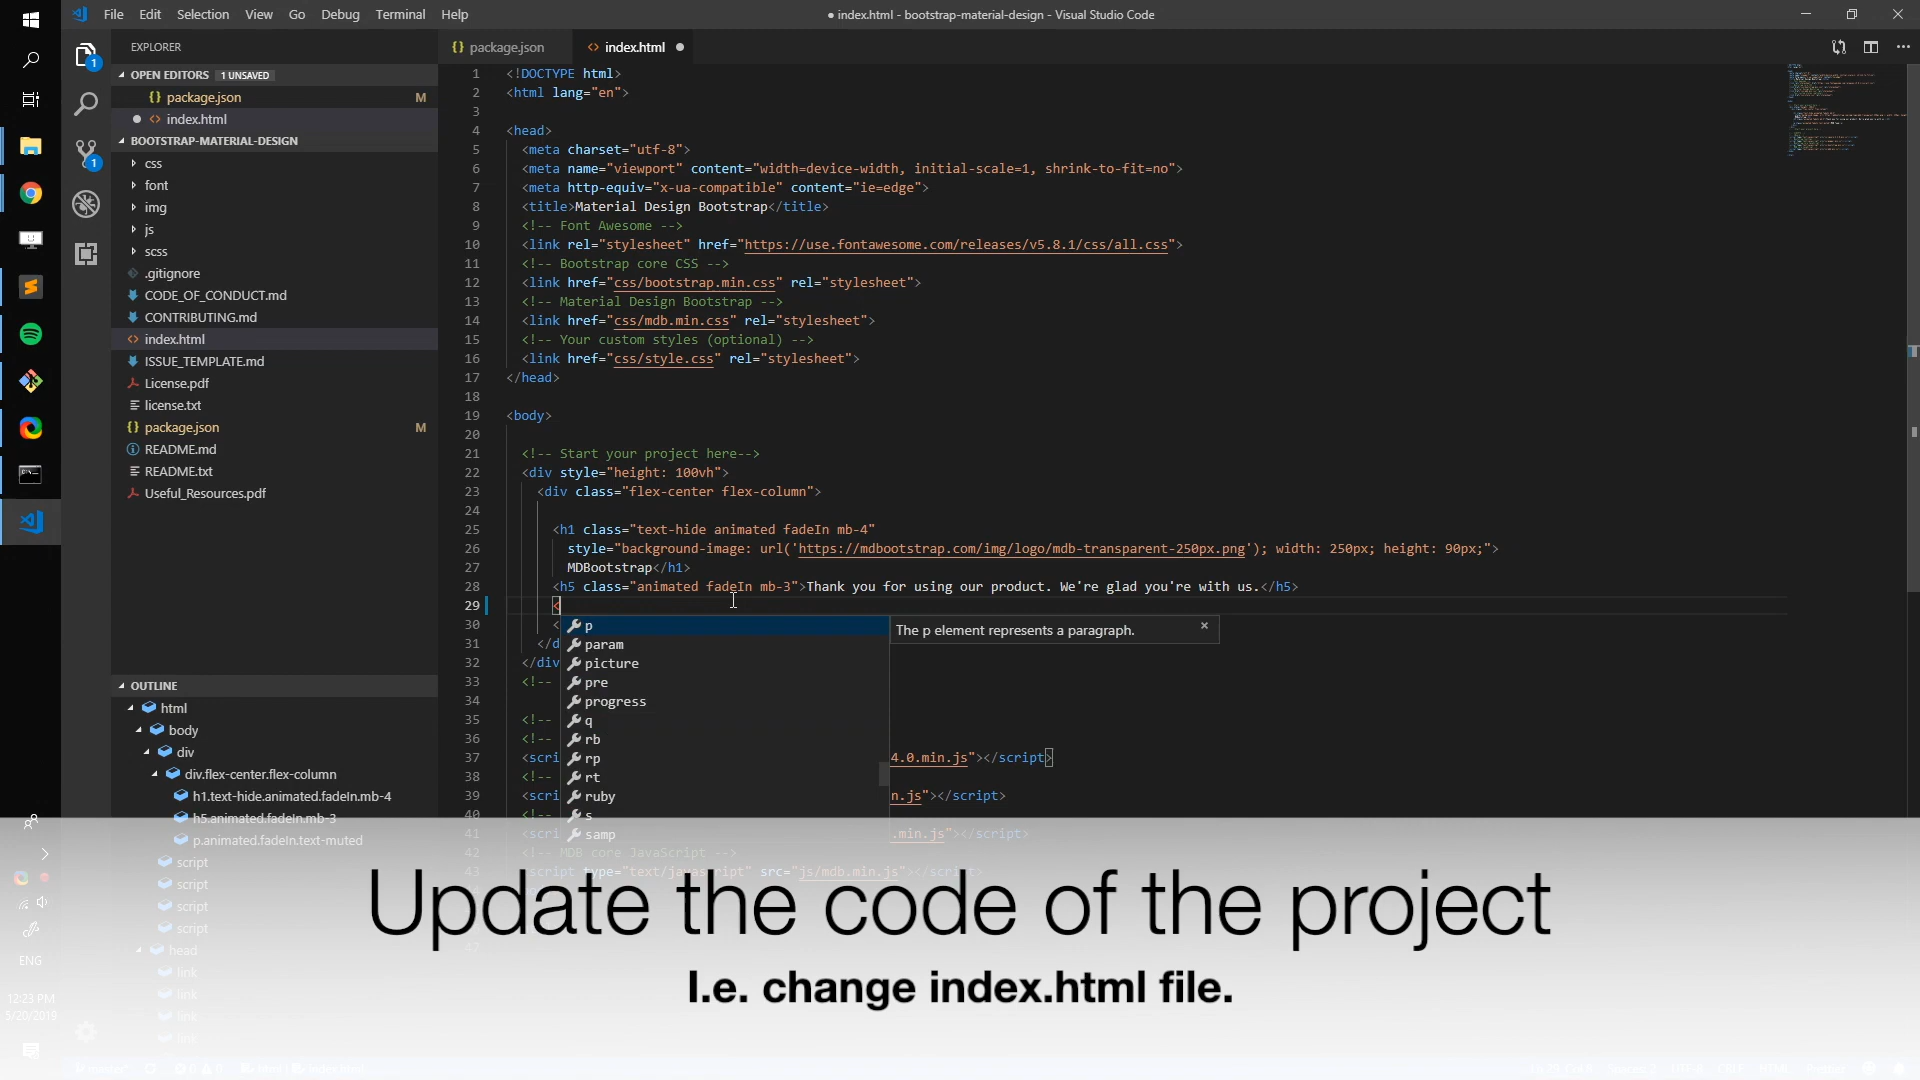 File Edit Selection View Go Debug Terminal Help
● index.html - bootstrap-material-design - Visual Studio Code
EXPLORER
OPEN EDITORS 1 UNSAVED
{} package.json M
● <> index.html
BOOTSTRAP-MATERIAL-DESIGN
css
font
img
js
scss
.gitignore
CODE_OF_CONDUCT.md
CONTRIBUTING.md
<> index.html
ISSUE_TEMPLATE.md
License.pdf
license.txt
{} package.json M
README.md
README.txt
Useful_Resources.pdf
OUTLINE
html
body
div
div.flex-center.flex-column
h1.text-hide.animated.fadeIn.mb-4
h5.animated.fadeIn.mb-3
p.animated.fadeIn.text-muted
script
script
script
script
head
link
link
link
link
1
1
ENG
12:23 PM
5/20/2019
{} package.json <> index.html ●
1 <!DOCTYPE html>
2 <html lang="en">
3
4 <head>
5 <meta charset="utf-8">
6 <meta name="viewport" content="width=device-width, initial-scale=1, shrink-to-fit=no">
7 <meta http-equiv="x-ua-compatible" content="ie=edge">
8 <title>Material Design Bootstrap</title>
9 <!-- Font Awesome -->
10 <link rel="stylesheet" href="https://use.fontawesome.com/releases/v5.8.1/css/all.css">
11 <!-- Bootstrap core CSS -->
12 <link href="css/bootstrap.min.css" rel="stylesheet">
13 <!-- Material Design Bootstrap -->
14 <link href="css/mdb.min.css" rel="stylesheet">
15 <!-- Your custom styles (optional) -->
16 <link href="css/style.css" rel="stylesheet">
17 </head>
18
19 <body>
20
21 <!-- Start your project here-->
22 <div style="height: 100vh">
23 <div class="flex-center flex-column">
24
25 <h1 class="text-hide animated fadeIn mb-4"
26 style="background-image: url('https://mdbootstrap.com/img/logo/mdb-transparent-250px.png'); width: 250px; height: 90px;">
27 MDBootstrap</h1>
28 <h5 class="animated fadeIn mb-3">Thank you for using our product. We're glad you're with us.</h5>
29 <
30 <
31 </d
32 </div
33 <!--
34
35 <!--
36 <!--
37 <scri 4.0.min.js"></script>
38 <!--
39 <scri n.js"></script>
40 <!--
41 <scri .min.js"></script>
42 <!-- MDB core JavaScript -->
43 <script type="text/javascript" src="js/mdb.min.js"></script>
p
param
picture
pre
progress
q
rb
rp
rt
ruby
s
samp
The p element represents a paragraph. ×
Update the code of the project
I.e. change index.html file.